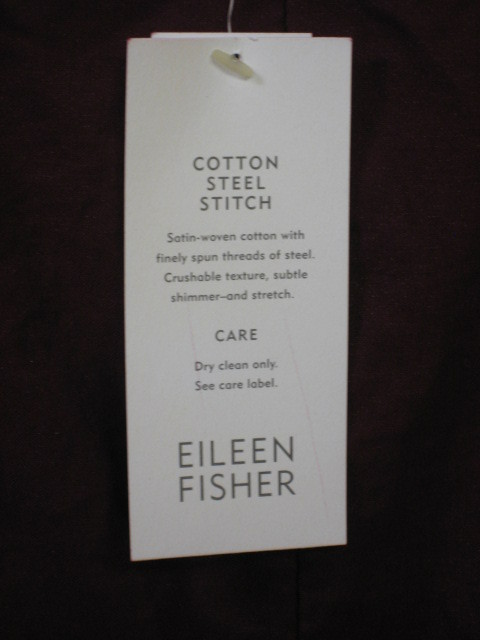 COTTON
STEEL
STITCH
Satin-woven cotton with
finely spun threads of steel.
Crushable texture, subtle
shimmer–and stretch.
CARE
Dry clean only.
See care label.
EILEEN
FISHER